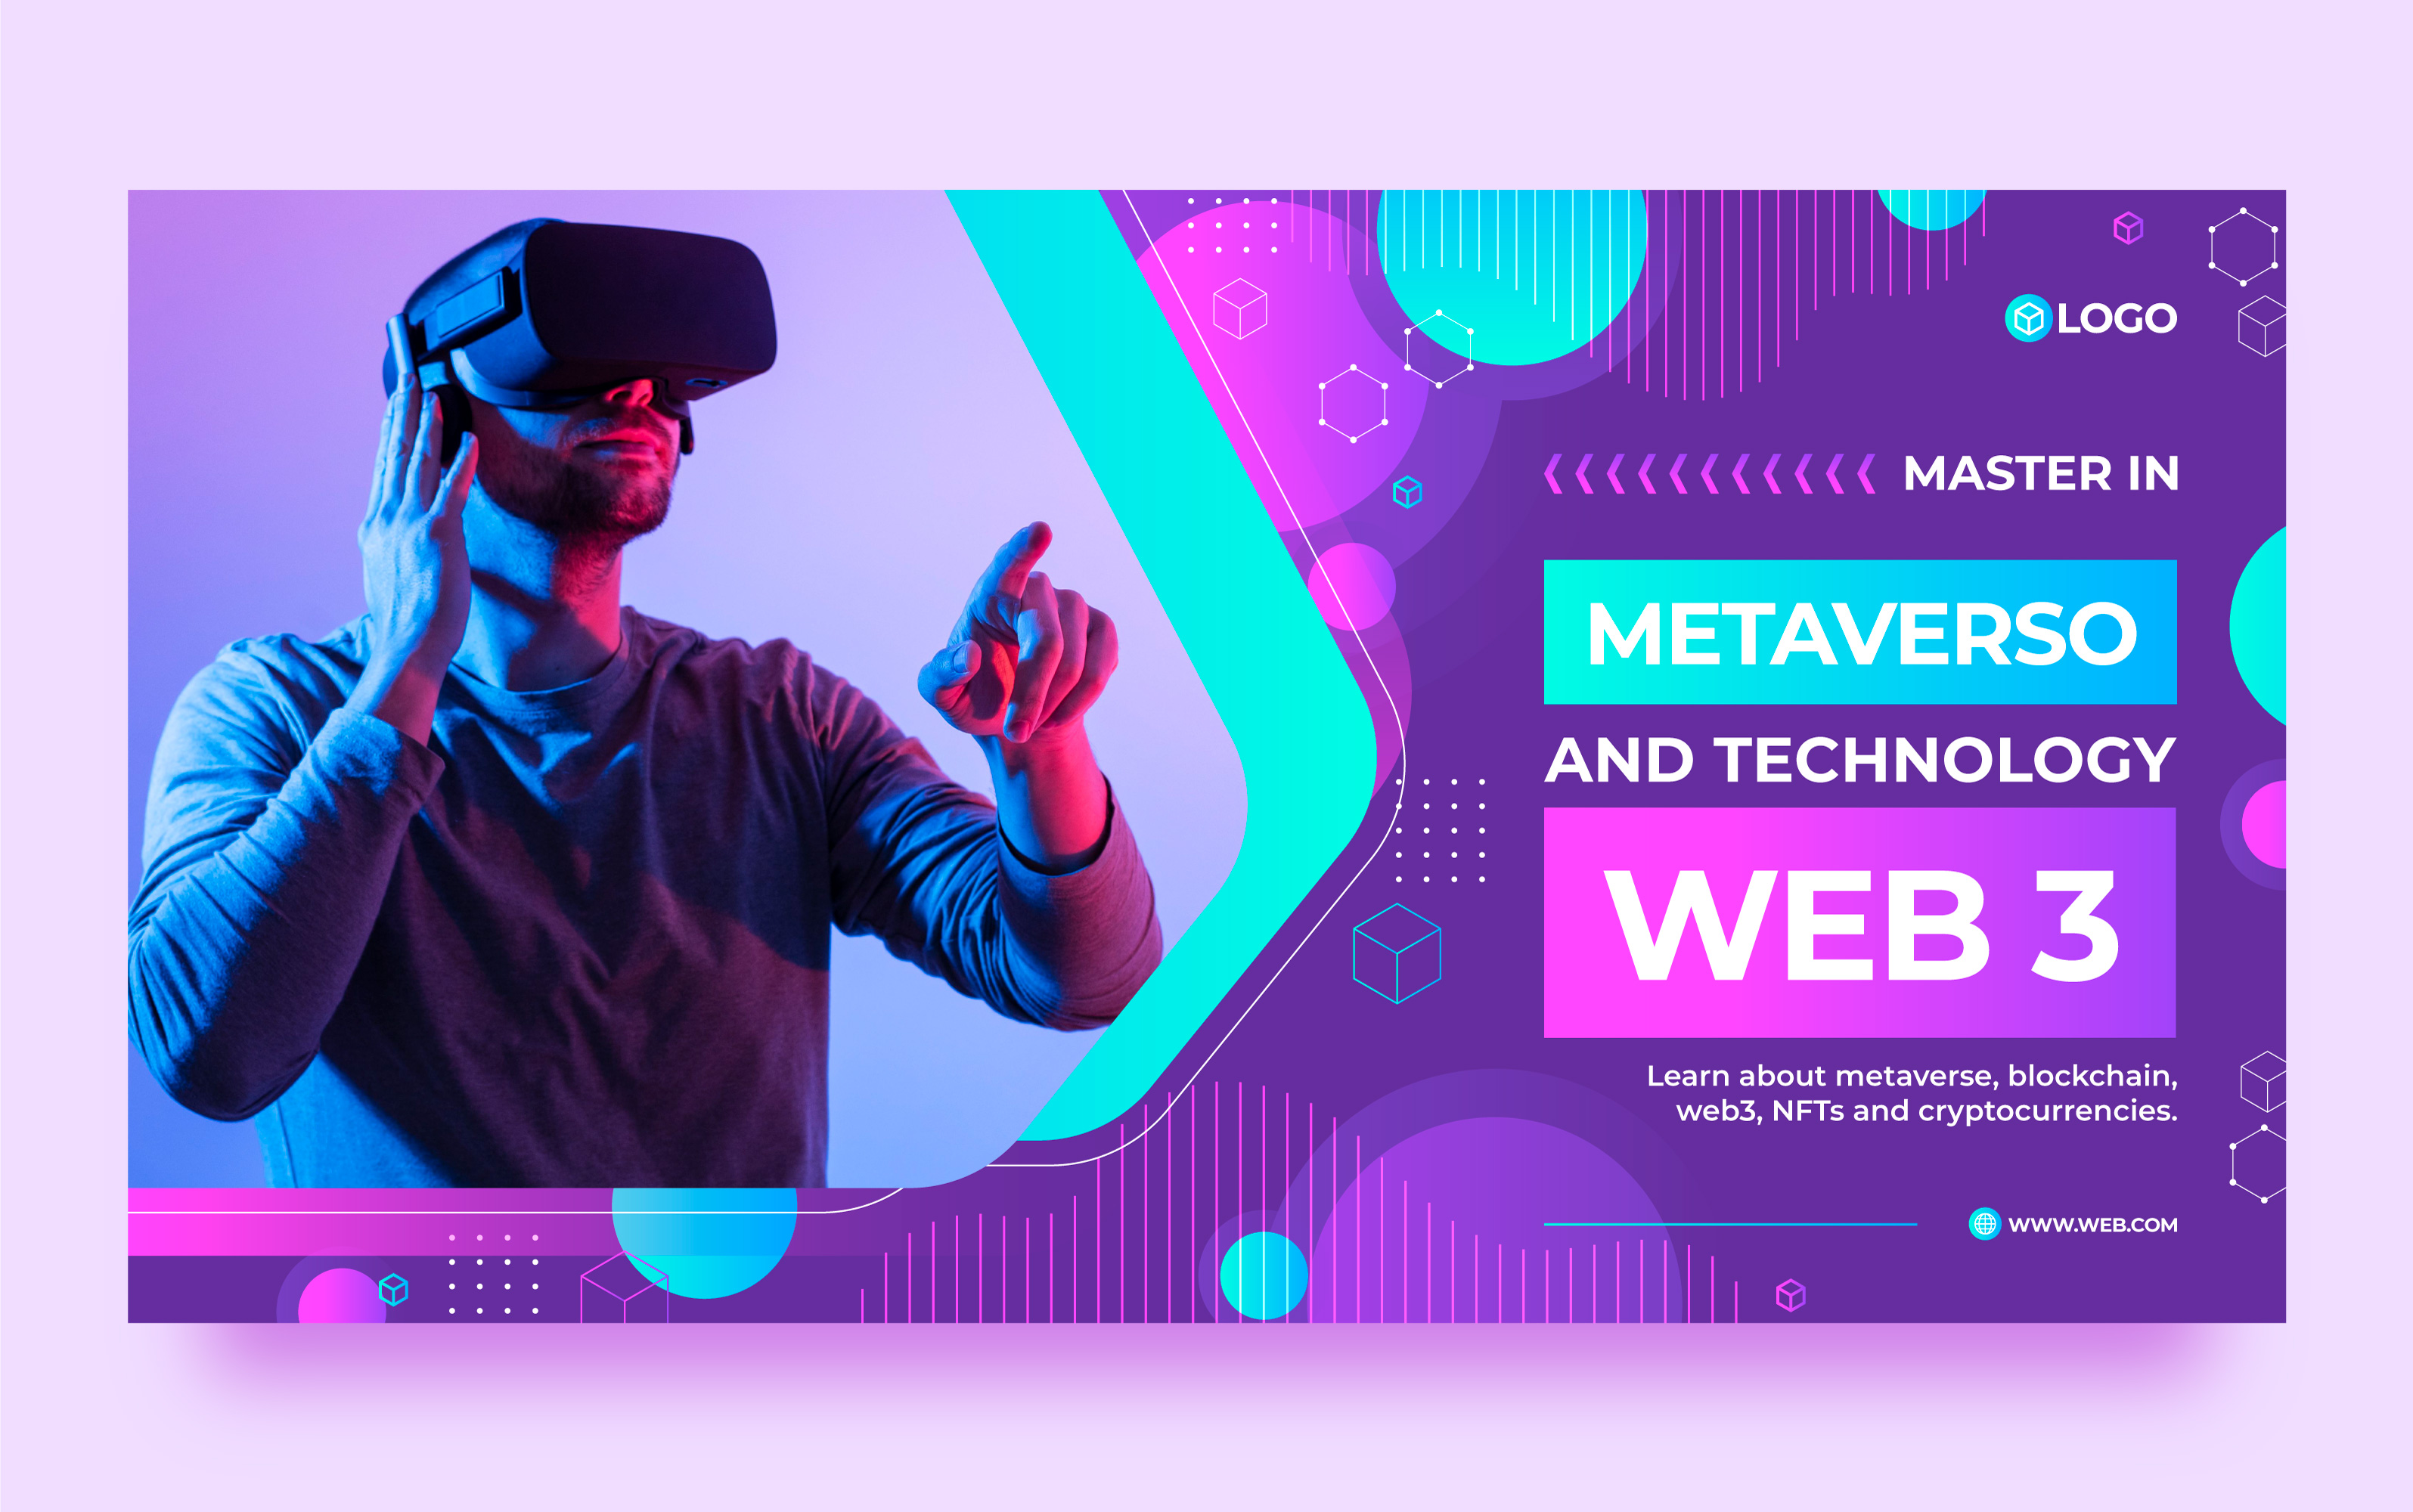 LOGO
MASTER IN
METAVERSO
AND TECHNOLOGY
WEB 3
Learn about metaverse, blockchain,
web3, NFTs and cryptocurrencies.
WWW.WEB.COM